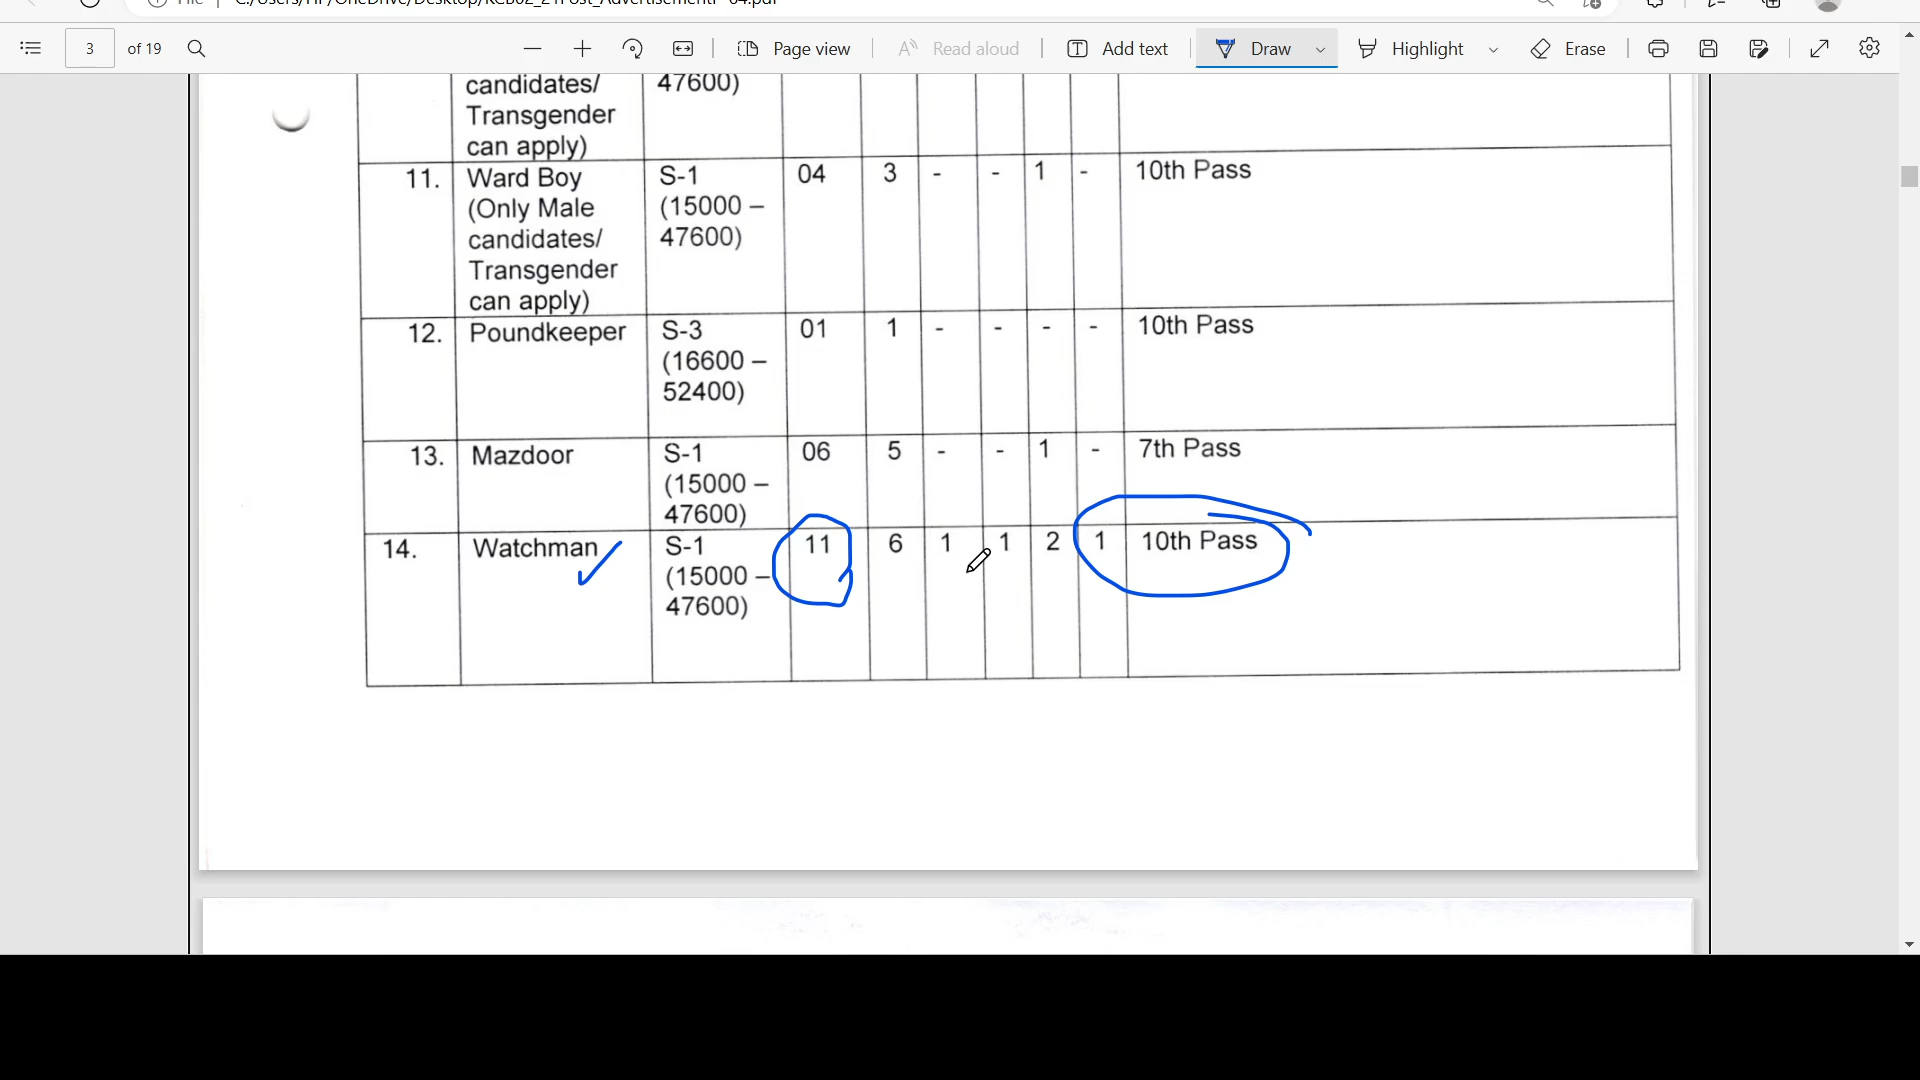 3 of 19 Page view Read aloud Add text Draw Highlight Erase
candidates/ 47600)
Transgender
can apply)
11. Ward Boy S-1 04 3 - - 1 - 10th Pass
(Only Male (15000 –
candidates/ 47600)
Transgender
can apply)
12. Poundkeeper S-3 01 1 - - - - 10th Pass
(16600 –
52400)
13. Mazdoor S-1 06 5 - - 1 - 7th Pass
(15000 –
47600)
14. Watchman S-1 11 6 1 1 2 1 10th Pass
(15000 –
47600)